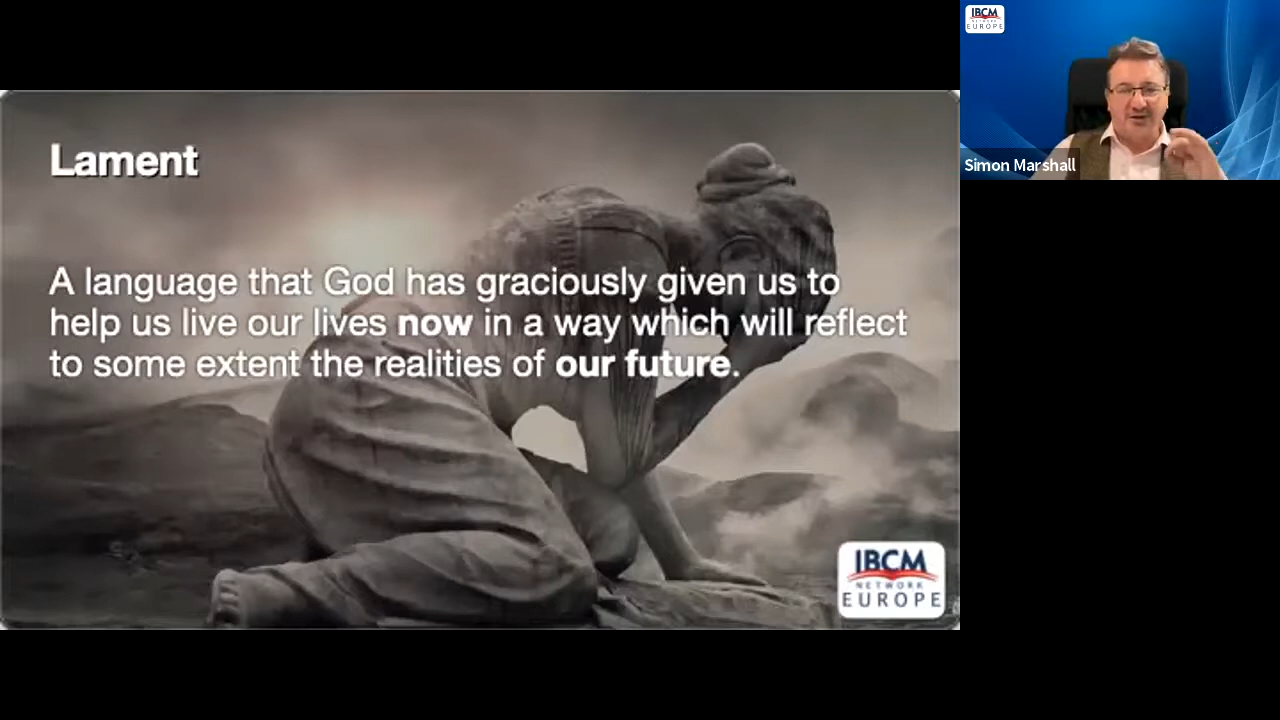 Lament
A language that God has graciously given us to
help us live our lives now in a way which will reflect
to some extent the realities of our future.
IBCM
NETWORK
EUROPE
IBCM
NETWORK
EUROPE
Simon Marshall